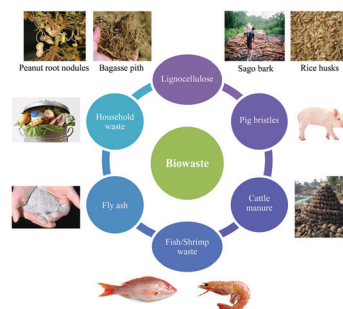 Peanut root nodules
Bagasse pith
Sago bark
Rice husks
Lignocellulose
Household
waste
Pig bristles
Biowaste
Fly ash
Cattle
manure
Fish/Shrimp
waste